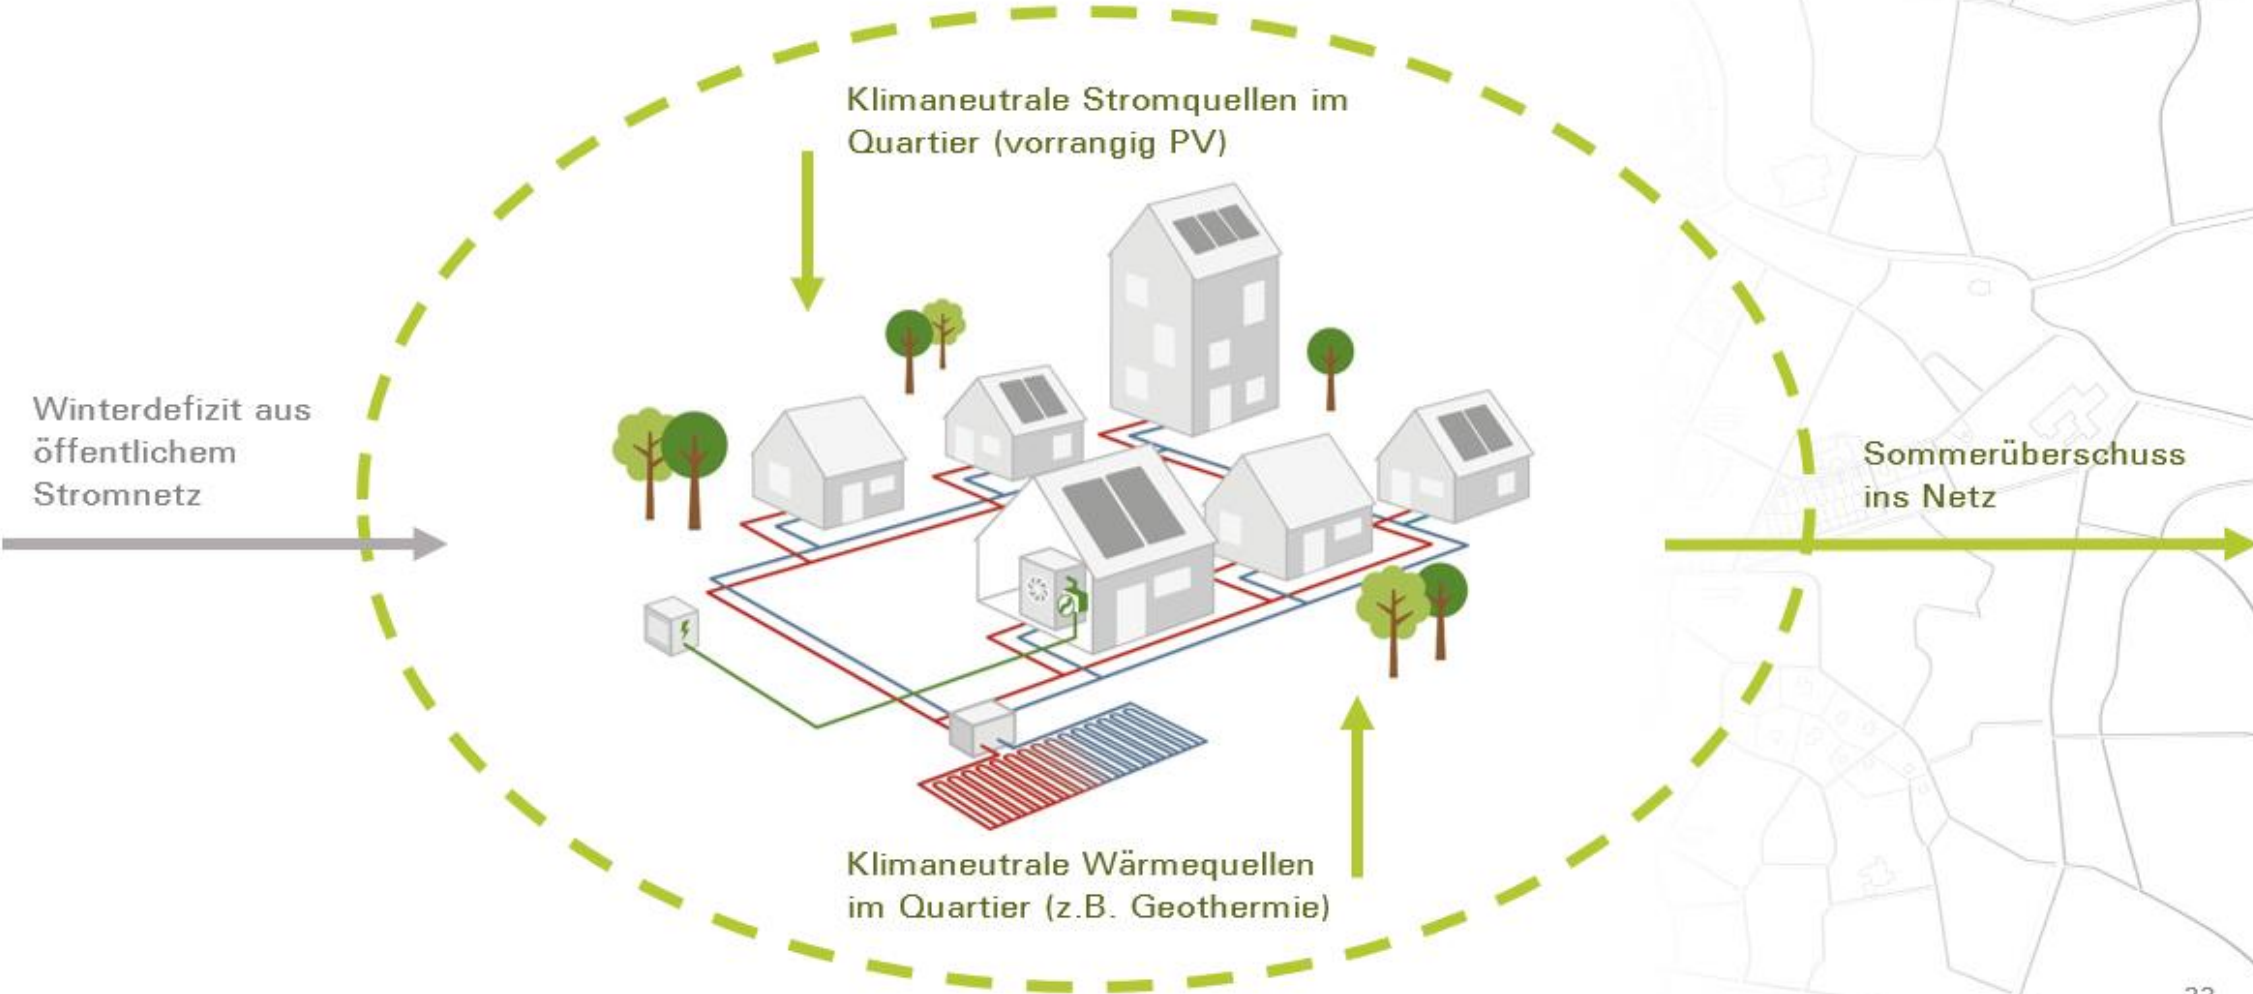 Klimaneutrale Stromquellen im
Quartier (vorrangig PV)
Winterdefizit aus
öffentlichem
Stromnetz
Sommerüberschuss
ins Netz
Klimaneutrale Wärmequellen
im Quartier (z.B. Geothermie)